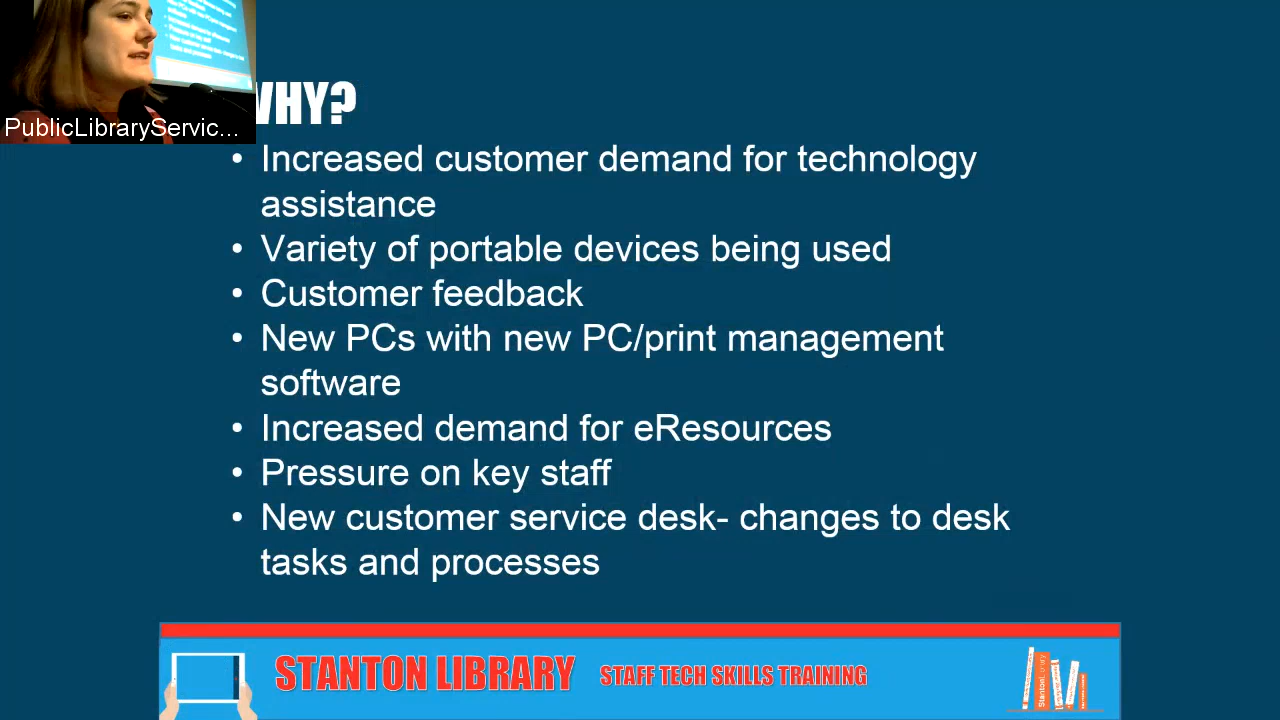 PublicLibraryServic...
WHY?
• Increased customer demand for technology
assistance
• Variety of portable devices being used
• Customer feedback
• New PCs with new PC/print management
software
• Increased demand for eResources
• Pressure on key staff
• New customer service desk- changes to desk
tasks and processes
STANTON LIBRARY STAFF TECH SKILLS TRAINING